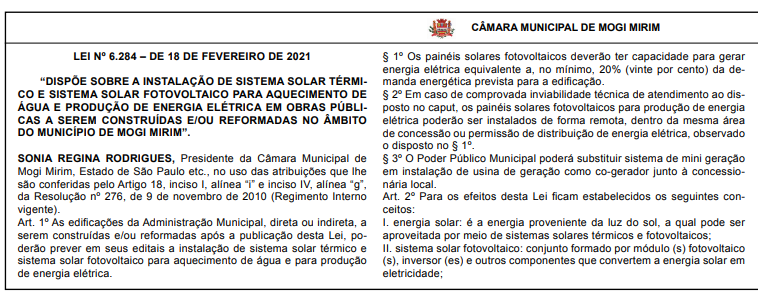 CÂMARA MUNICIPAL DE MOGI MIRIM
LEI Nº 6.284 – DE 18 DE FEVEREIRO DE 2021
“DISPÕE SOBRE A INSTALAÇÃO DE SISTEMA SOLAR TÉRMI-
CO E SISTEMA SOLAR FOTOVOLTAICO PARA AQUECIMENTO DE
ÁGUA E PRODUÇÃO DE ENERGIA ELÉTRICA EM OBRAS PÚBLI-
CAS A SEREM CONSTRUÍDAS E/OU REFORMADAS NO ÂMBITO
DO MUNICÍPIO DE MOGI MIRIM”.
SONIA REGINA RODRIGUES, Presidente da Câmara Municipal de
Mogi Mirim, Estado de São Paulo etc., no uso das atribuições que lhe
são conferidas pelo Artigo 18, inciso I, alínea “i” e inciso IV, alínea “g”,
da Resolução nº 276, de 9 de novembro de 2010 (Regimento Interno
vigente).
Art. 1º As edificações da Administração Municipal, direta ou indireta, a
serem construídas e/ou reformadas após a publicação desta Lei, po-
derão prever em seus editais a instalação de sistema solar térmico e
sistema solar fotovoltaico para aquecimento de água e para produção
de energia elétrica.
§ 1º Os painéis solares fotovoltaicos deverão ter capacidade para gerar
energia elétrica equivalente a, no mínimo, 20% (vinte por cento) da de-
manda energética prevista para a edificação.
§ 2º Em caso de comprovada inviabilidade técnica de atendimento ao dis-
posto no caput, os painéis solares fotovoltaicos para produção de energia
elétrica poderão ser instalados de forma remota, dentro da mesma área
de concessão ou permissão de distribuição de energia elétrica, observado
o disposto no § 1º.
§ 3º O Poder Público Municipal poderá substituir sistema de mini geração
em instalação de usina de geração como co-gerador junto à concessio-
nária local.
Art. 2º Para os efeitos desta Lei ficam estabelecidos os seguintes con-
ceitos:
I. energia solar: é a energia proveniente da luz do sol, a qual pode ser
aproveitada por meio de sistemas solares térmicos e fotovoltaicos;
II. sistema solar fotovoltaico: conjunto formado por módulo (s) fotovoltaico
(s), inversor (es) e outros componentes que convertem a energia solar em
eletricidade;